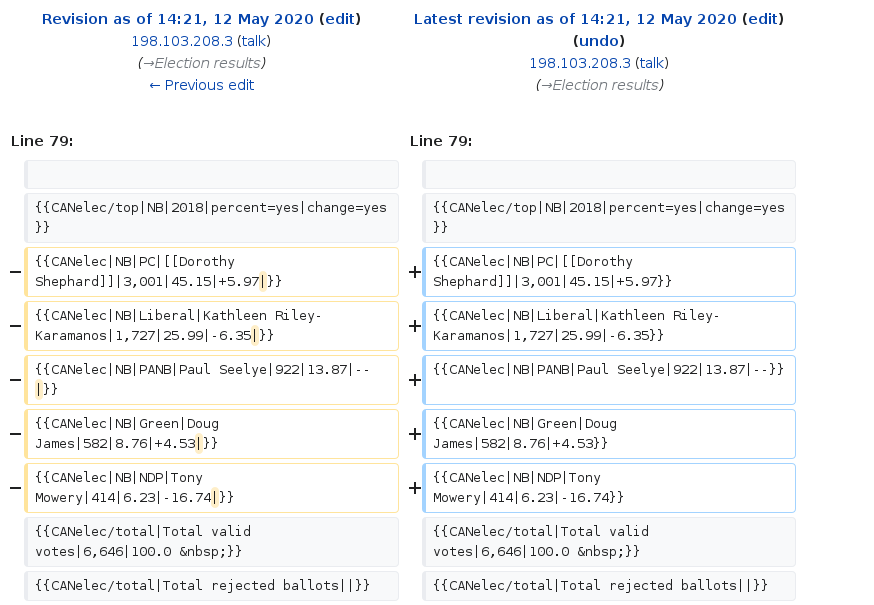 Revision as of 14:21, 12 May 2020 (edit)
198.103.208.3 (talk)
(→Election results)
← Previous edit
Latest revision as of 14:21, 12 May 2020 (edit)
(undo)
198.103.208.3 (talk)
(→Election results)
Line 79:
Line 79:
{{CANelec/top|NB|2018|percent=yes|change=yes
}}
{{CANelec/top|NB|2018|percent=yes|change=yes
}}
−
{{CANelec|NB|PC|[[Dorothy
Shephard]]|3,001|45.15|+5.97|}}
+
{{CANelec|NB|PC|[[Dorothy
Shephard]]|3,001|45.15|+5.97}}
−
{{CANelec|NB|Liberal|Kathleen Riley-
Karamanos|1,727|25.99|-6.35|}}
+
{{CANelec|NB|Liberal|Kathleen Riley-
Karamanos|1,727|25.99|-6.35}}
−
{{CANelec|NB|PANB|Paul Seelye|922|13.87|--
|}}
+
{{CANelec|NB|PANB|Paul Seelye|922|13.87|--}}
−
{{CANelec|NB|Green|Doug
James|582|8.76|+4.53|}}
+
{{CANelec|NB|Green|Doug
James|582|8.76|+4.53}}
−
{{CANelec|NB|NDP|Tony
Mowery|414|6.23|-16.74|}}
+
{{CANelec|NB|NDP|Tony
Mowery|414|6.23|-16.74}}
{{CANelec/total|Total valid
votes|6,646|100.0 &nbsp;}}
{{CANelec/total|Total valid
votes|6,646|100.0 &nbsp;}}
{{CANelec/total|Total rejected ballots||}}
{{CANelec/total|Total rejected ballots||}}